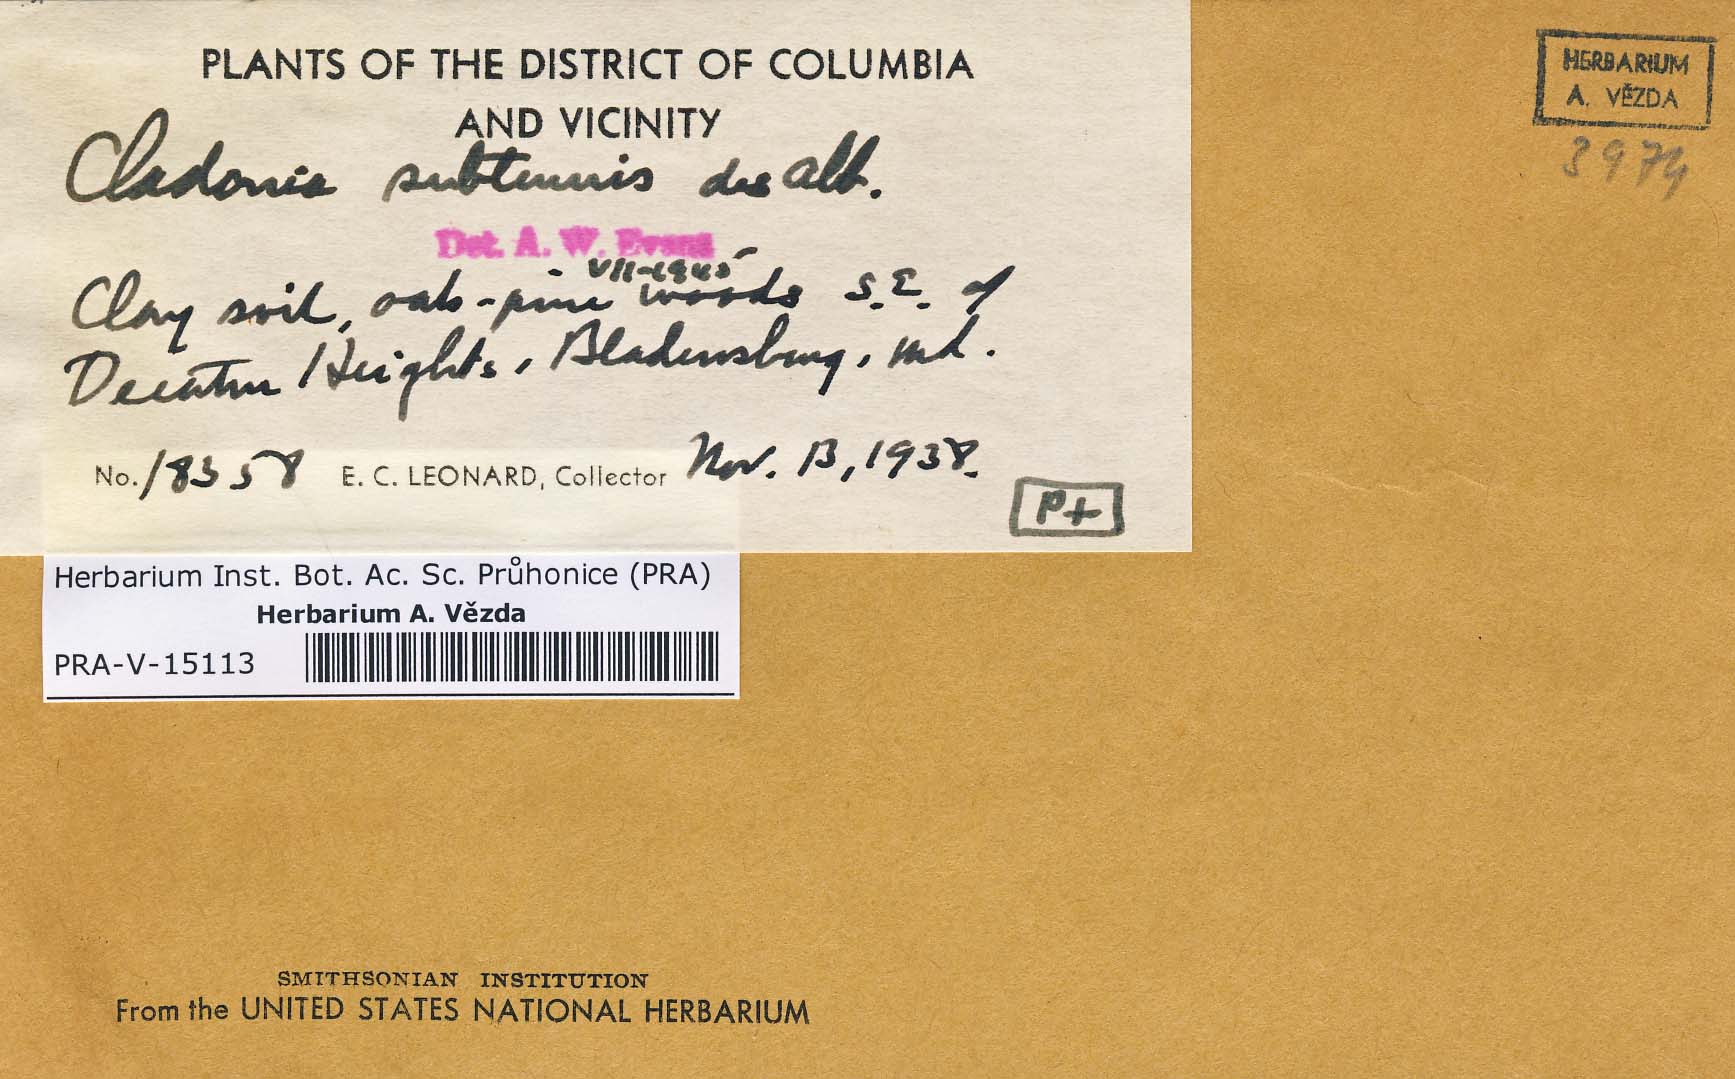 PLANTS OF THE DISTRICT OF COLUMBIA
AND VICINITY
Cladonia subtenuis des Abb.
Det. A. W. Evans
VII-1945
Clay soil, oak-pine woods S.E. of
Decatur Heights, Bladensburg, Md.
No. 18358 E. C. LEONARD, Collector Nov. 13, 1938.
P+
HERBARIUM
A. VĚZDA
3974
Herbarium Inst. Bot. Ac. Sc. Průhonice (PRA)
Herbarium A. Vězda
PRA-V-15113
SMITHSONIAN INSTITUTION
From the UNITED STATES NATIONAL HERBARIUM